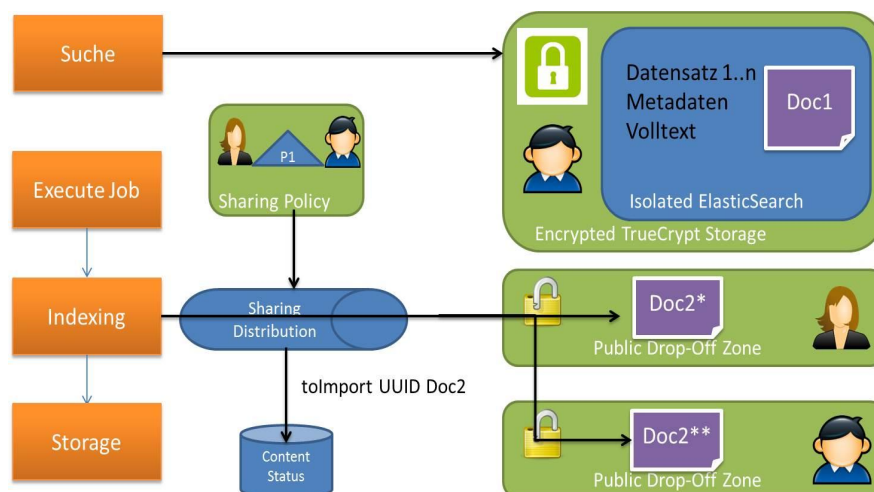 Suche
Datensatz 1..n
Metadaten
Volltext
Doc1
Isolated ElasticSearch
Encrypted TrueCrypt Storage
P1
Sharing Policy
Execute Job
Indexing
Sharing
Distribution
Doc2*
Public Drop-Off Zone
toImport UUID Doc2
Storage
Content
Status
Doc2**
Public Drop-Off Zone